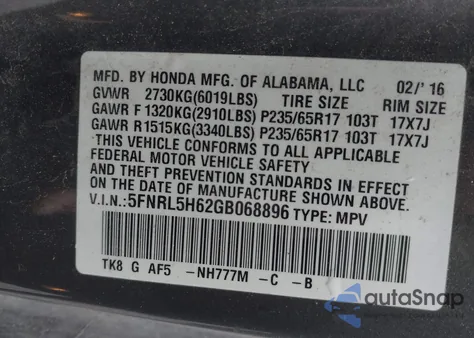 MFD. BY HONDA MFG. OF ALABAMA, LLC 02/'16
GVWR 2730KG(6019LBS) TIRE SIZE RIM SIZE
GAWR F 1320KG(2910LBS) P235/65R17 103T 17X7J
GAWR R 1515KG(3340LBS) P235/65R17 103T 17X7J
THIS VEHICLE CONFORMS TO ALL APPLICABLE
FEDERAL MOTOR VEHICLE SAFETY
AND THEFT PREVENTION STANDARDS IN EFFECT
ON THE DATE OF MANUFACTURE SHOWN ABOVE.
V.I.N.: 5FNRL5H62GB068896 TYPE: MPV
TK8 G AF5 -NH777M -C -B
autoSnap